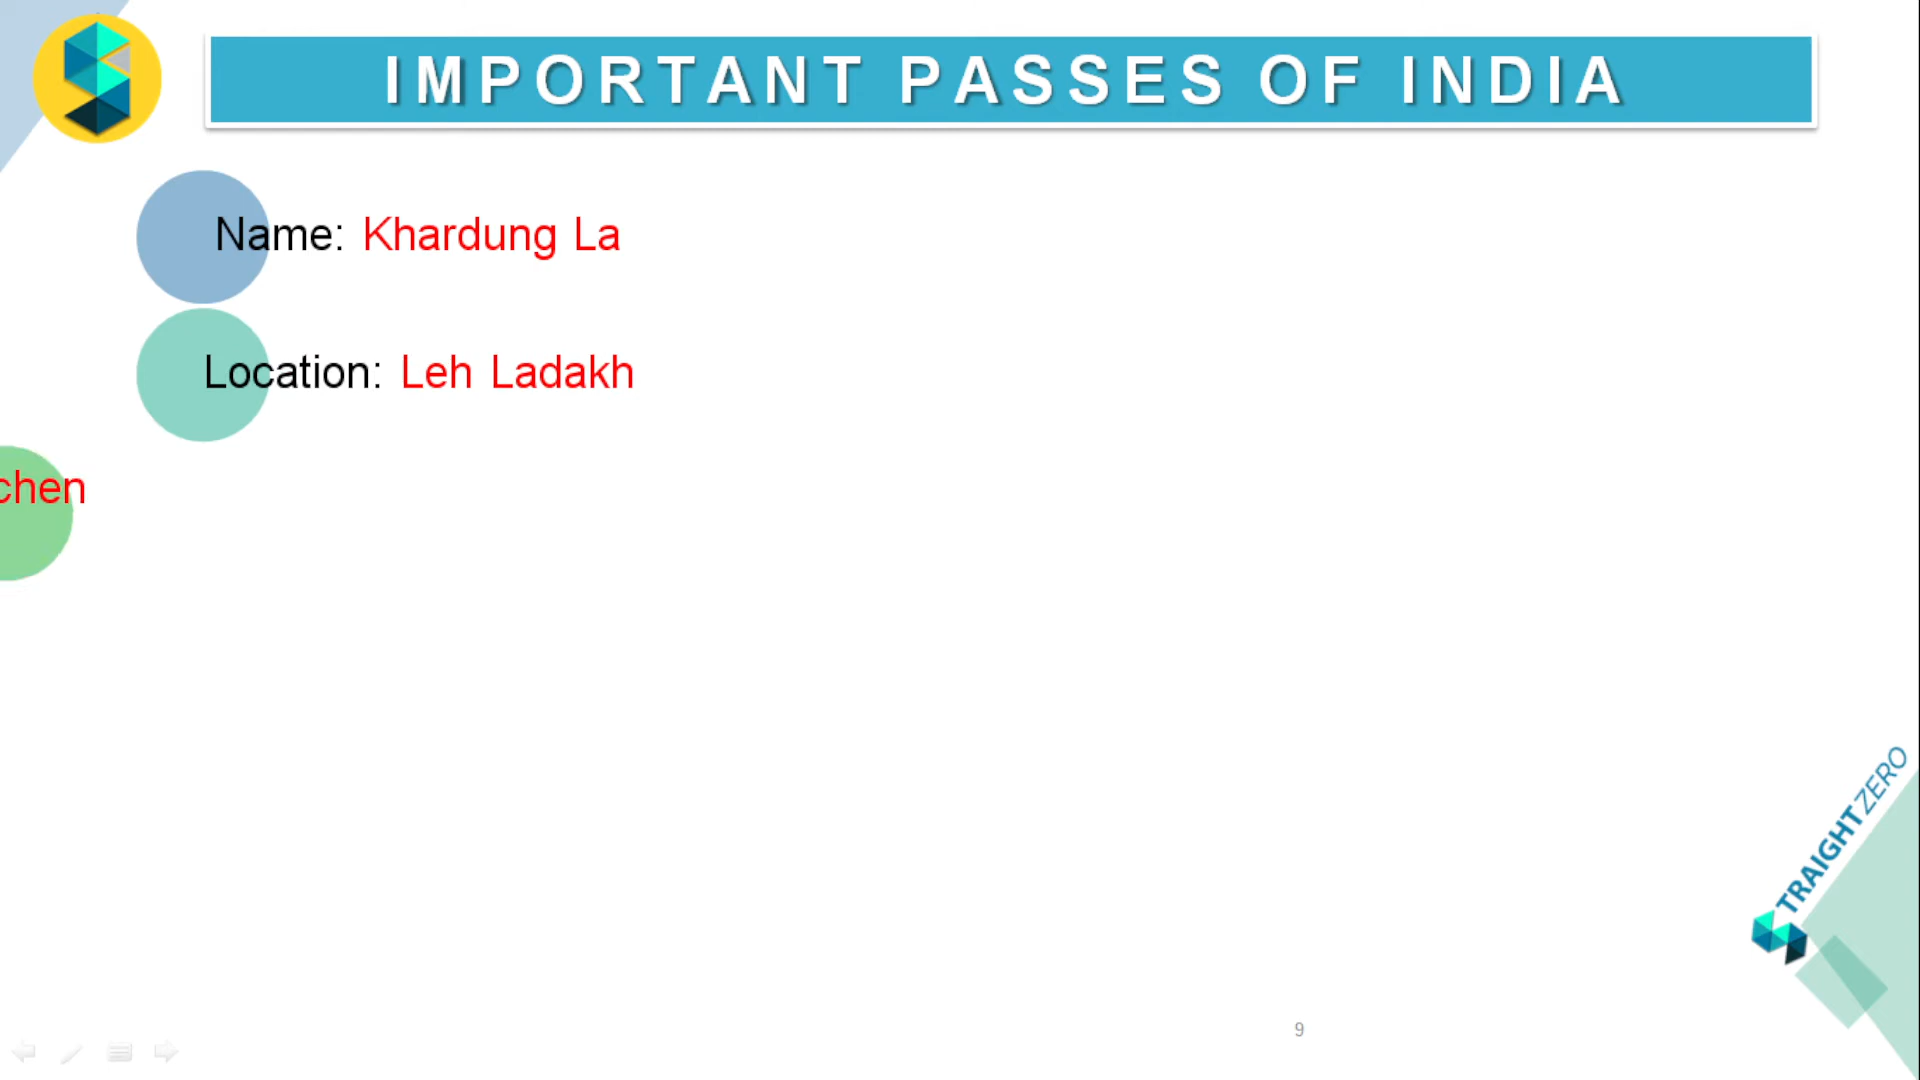 IMPORTANT PASSES OF INDIA
Name: Khardung La
Location: Leh Ladakh
chen
TRAIGHTZERO
9